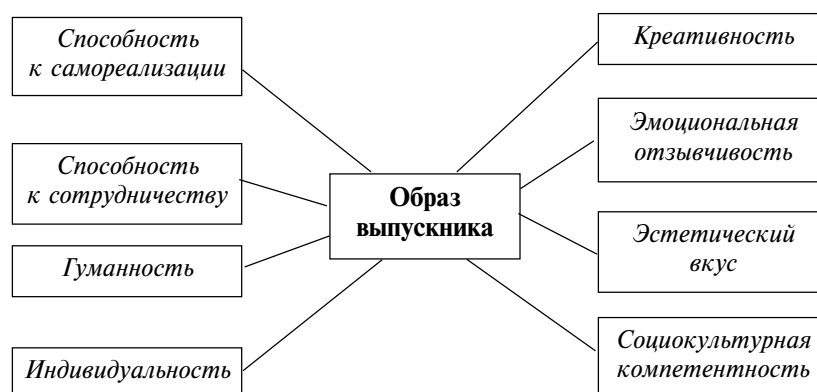 Способность
к самореализации
Способность
к сотрудничеству
Гуманность
Индивидуальность
Образ
выпускника
Креативность
Эмоциональная
отзывчивость
Эстетический
вкус
Социокультурная
компетентность